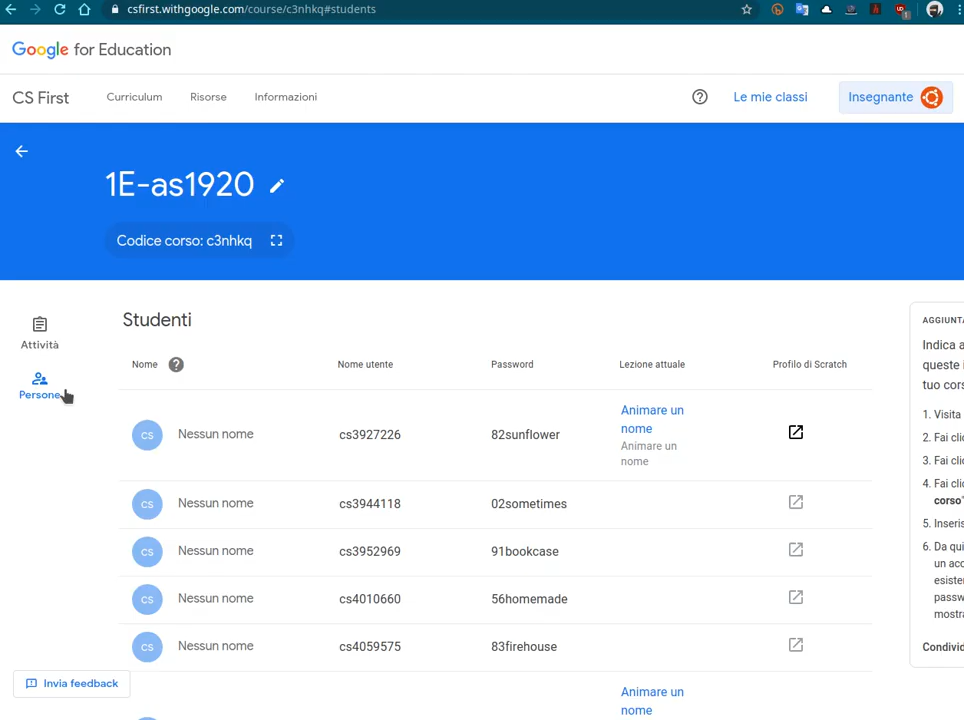 csfirst.withgoogle.com/course/c3nhkq#students
Google for Education
CS First
Curriculum
Risorse
Informazioni
Le mie classi
Insegnante
1E-as1920
Codice corso: c3nhkq
Attività
Persone
Studenti
Nome
Nome utente
Password
Lezione attuale
Profilo di Scratch
CS
Nessun nome
cs3927226
82sunflower
Animare un
nome
Animare un
nome
CS
Nessun nome
cs3944118
02sometimes
CS
Nessun nome
cs3952969
91bookcase
CS
Nessun nome
cs4010660
56homemade
CS
Nessun nome
cs4059575
83firehouse
Animare un
nome
AGGIUNTA
Indica a
queste i
tuo cors
1. Visita
2. Fai clic
3. Fai clic
4. Fai clic
corso"
5. Inseris
6. Da qui
un acc
esisten
passw
mostra
Condivid
Invia feedback